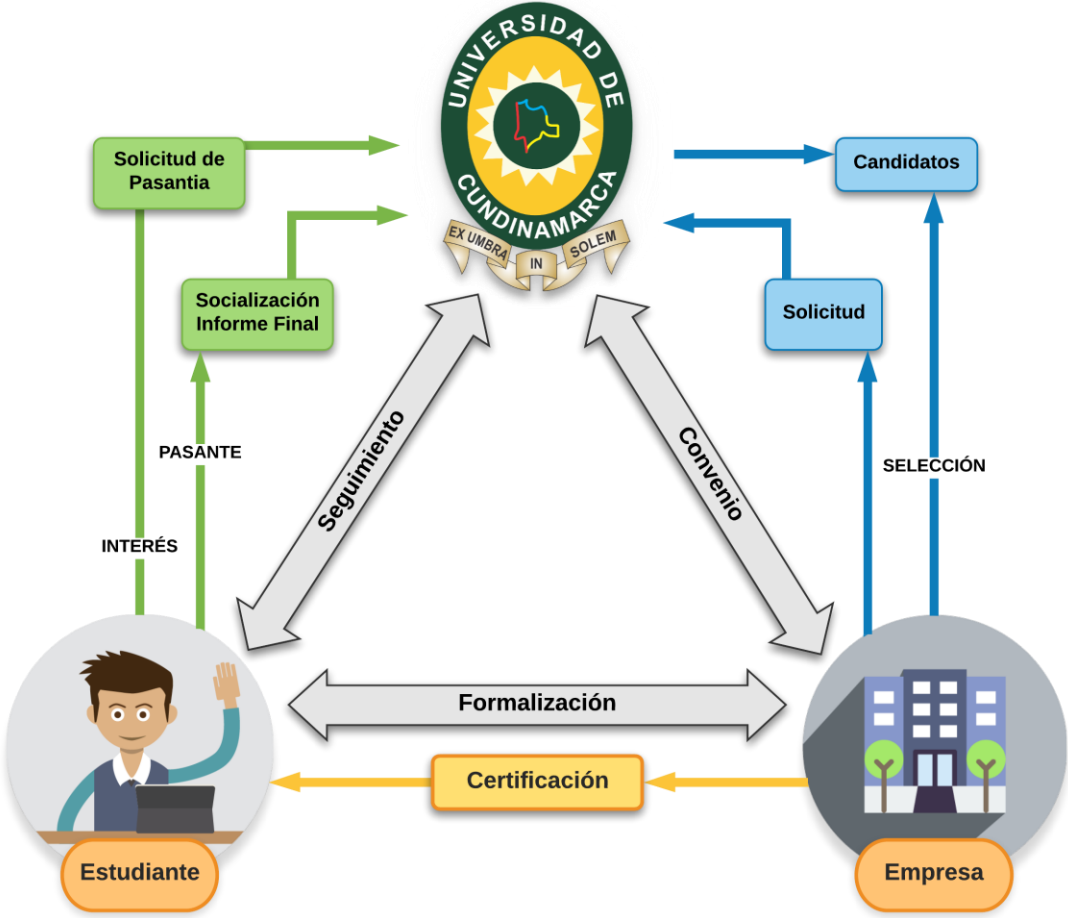 UNIVERSIDAD DE
CUNDINAMARCA
EX UMBRA
IN
SOLEM
Solicitud de
Pasantia
Candidatos
Socialización
Informe Final
Solicitud
PASANTE
INTERÉS
SELECCIÓN
Seguimiento
Convenio
Formalización
Certificación
Estudiante
Empresa